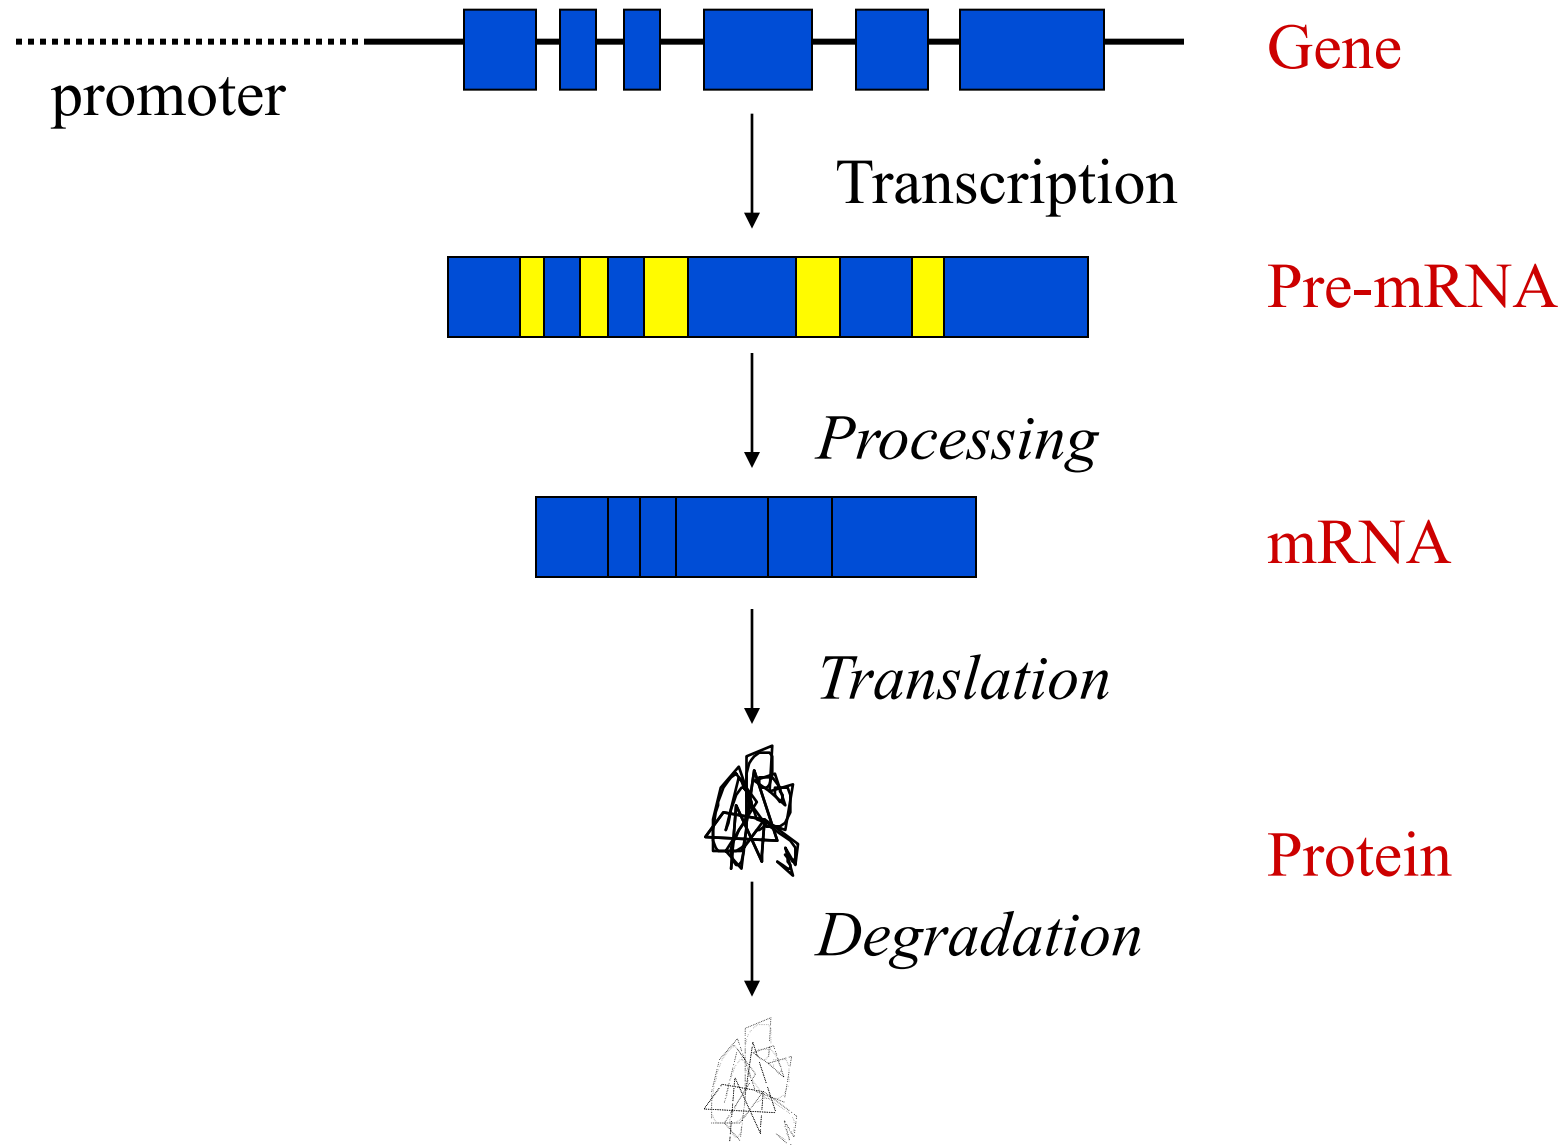 Gene
promoter
Transcription
Pre-mRNA
Processing
mRNA
Translation
Protein
Degradation